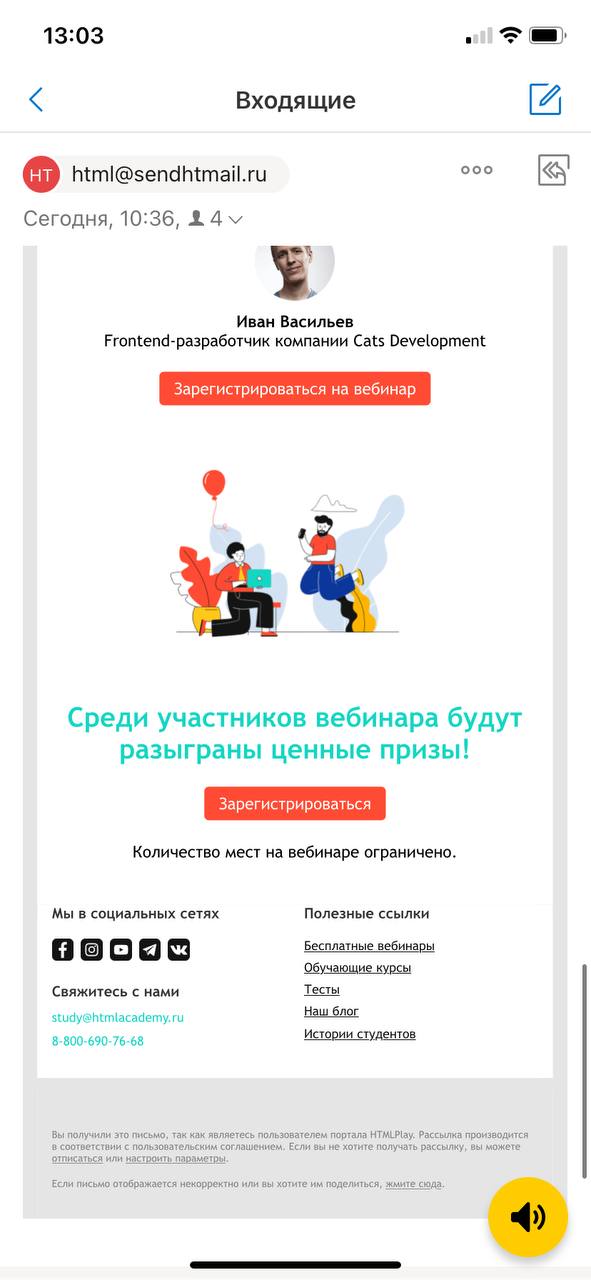 13:03
Входящие
HT
html@sendhtmail.ru
Сегодня, 10:36, 4
Иван Васильев
Frontend-разработчик компании Cats Development
Зарегистрироваться на вебинар
Среди участников вебинара будут
разыграны ценные призы!
Зарегистрироваться
Количество мест на вебинаре ограничено.
Мы в социальных сетях
Свяжитесь с нами
study@htmlacademy.ru
8-800-690-76-68
Полезные ссылки
Бесплатные вебинары
Обучающие курсы
Тесты
Наш блог
Истории студентов
Вы получили это письмо, так как являетесь пользователем портала HTMLPlay. Рассылка производится
в соответствии с пользовательским соглашением. Если вы не хотите получать рассылку, вы можете
отписаться или настроить параметры.
Если письмо отображается некорректно или вы хотите им поделиться, жмите сюда.